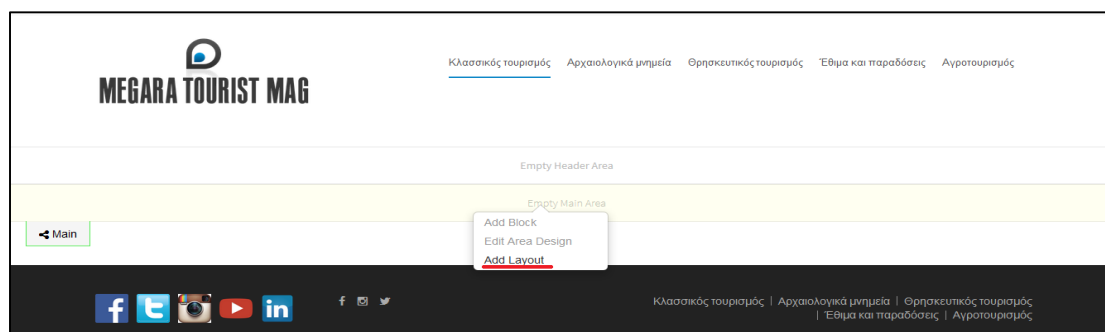 MEGARA TOURIST MAG
Κλασσικός τουρισμός Αρχαιολογικά μνημεία Θρησκευτικός τουρισμός Έθιμα και παραδόσεις Αγροτουρισμός
Empty Header Area
Empty Main Area
Add Block
Edit Area Design
Add Layout
Main
Κλασσικός τουρισμός | Αρχαιολογικά μνημεία | Θρησκευτικός τουρισμός
| Έθιμα και παραδόσεις | Αγροτουρισμός